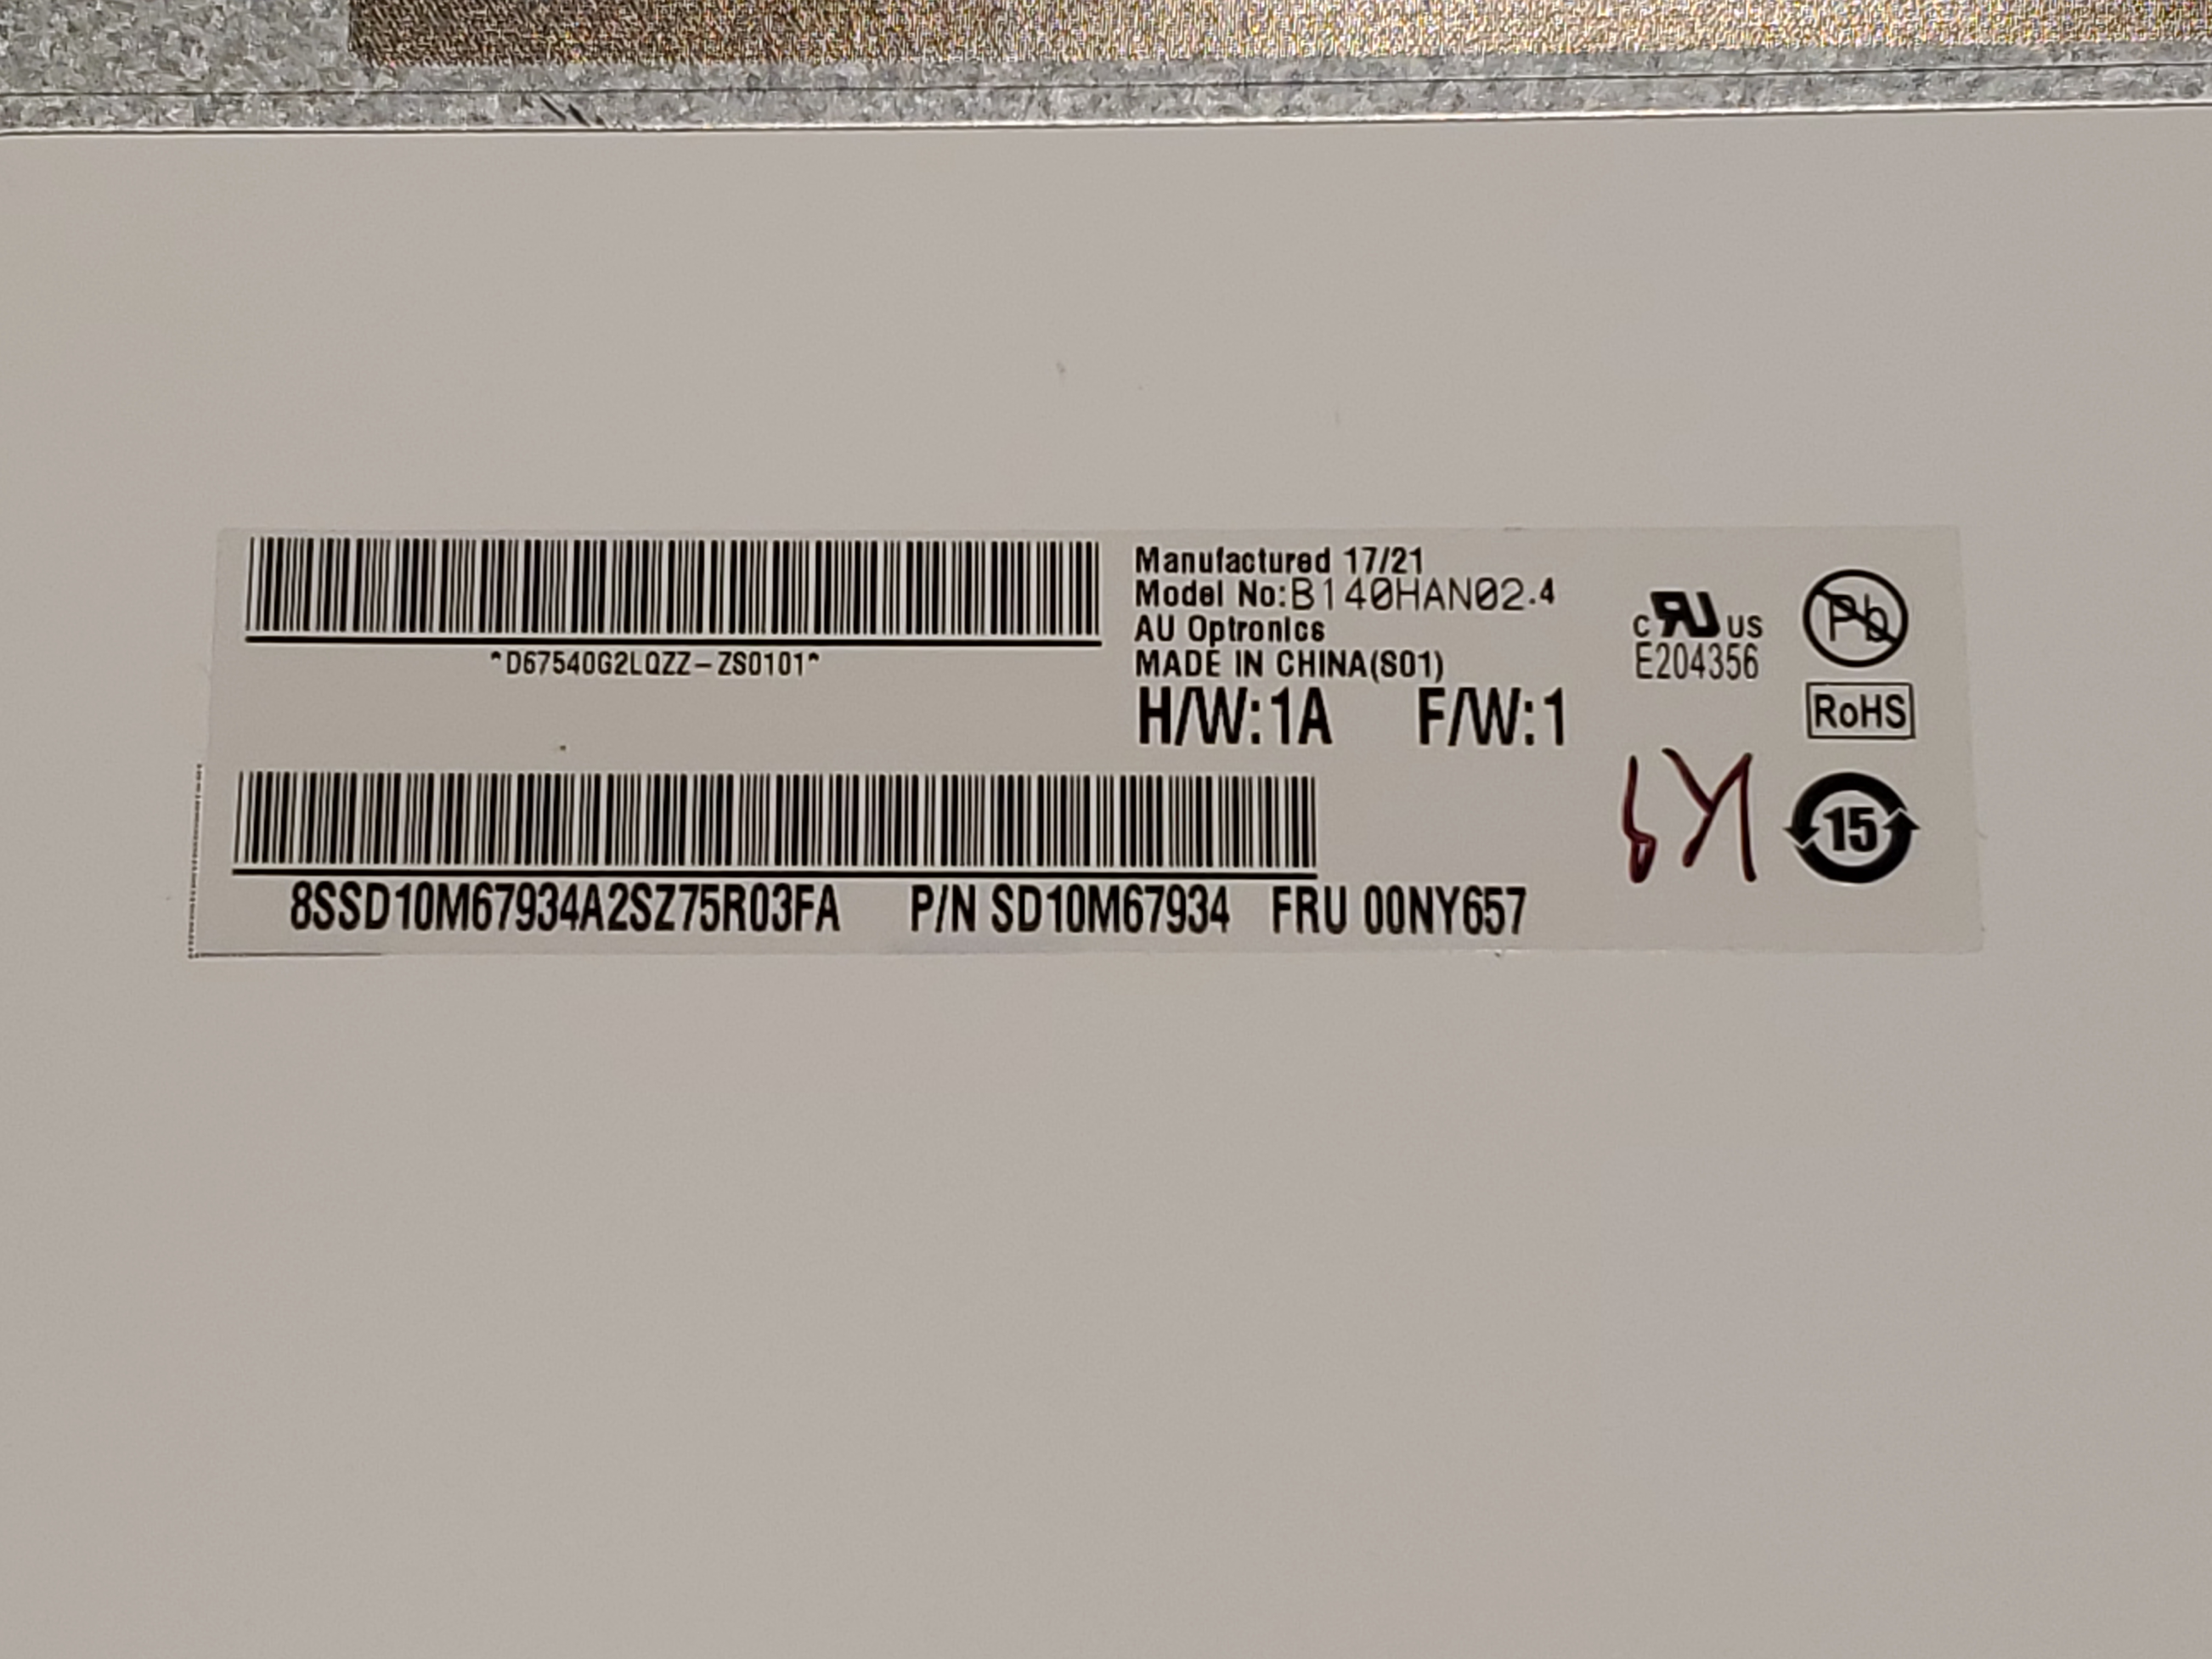 Manufactured 17/21
Model No:B140HAN02.4
AU Optronics
MADE IN CHINA(S01)
H/W:1A F/W:1
*D67540G2LQZZ-ZS0101*
c RU US
E204356
Pb
RoHS
15
8SSD10M67934A2SZ75R03FA P/N SD10M67934 FRU 00NY657